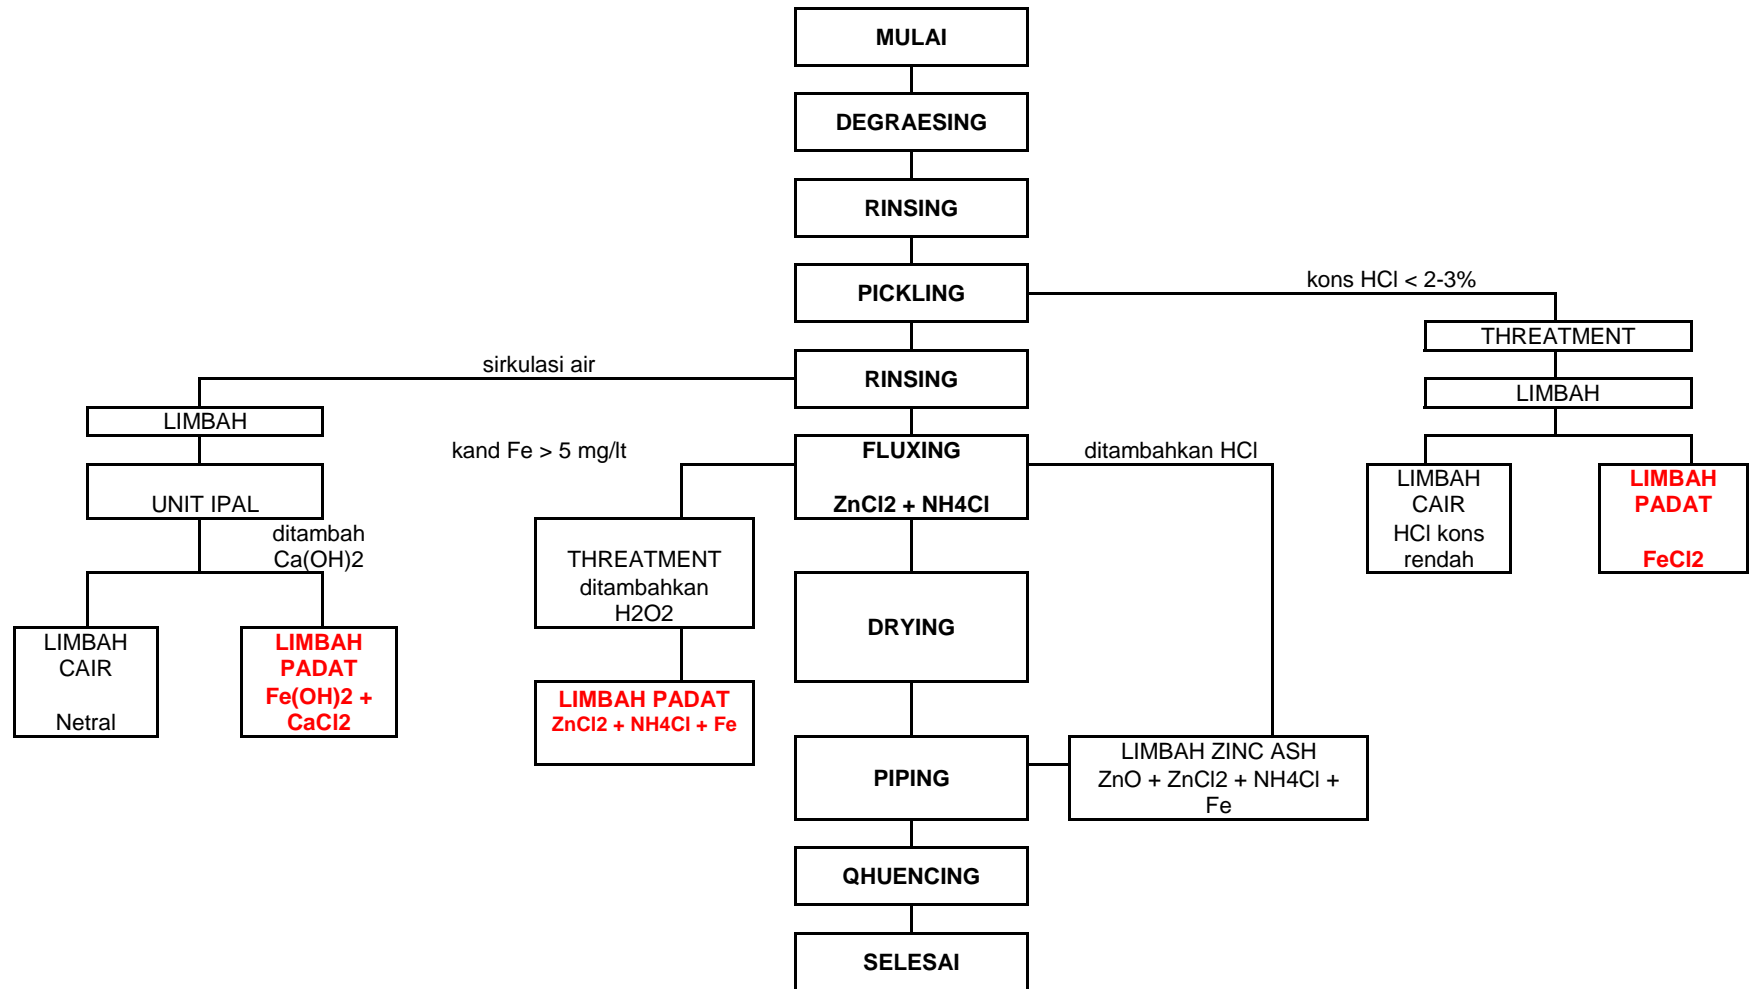 MULAI
DEGRAESING
RINSING
PICKLING
kons HCl < 2-3%
THREATMENT
sirkulasi air
RINSING
LIMBAH
LIMBAH
kand Fe > 5 mg/lt
FLUXING
ZnCl2 + NH4Cl
ditambahkan HCl
LIMBAH
CAIR
HCl kons
rendah
LIMBAH
PADAT
FeCl2
UNIT IPAL
ditambah
Ca(OH)2
THREATMENT
ditambahkan
H2O2
DRYING
LIMBAH
CAIR
Netral
LIMBAH
PADAT
Fe(OH)2 +
CaCl2
LIMBAH PADAT
ZnCl2 + NH4Cl + Fe
PIPING
LIMBAH ZINC ASH
ZnO + ZnCl2 + NH4Cl +
Fe
QHUENCING
SELESAI